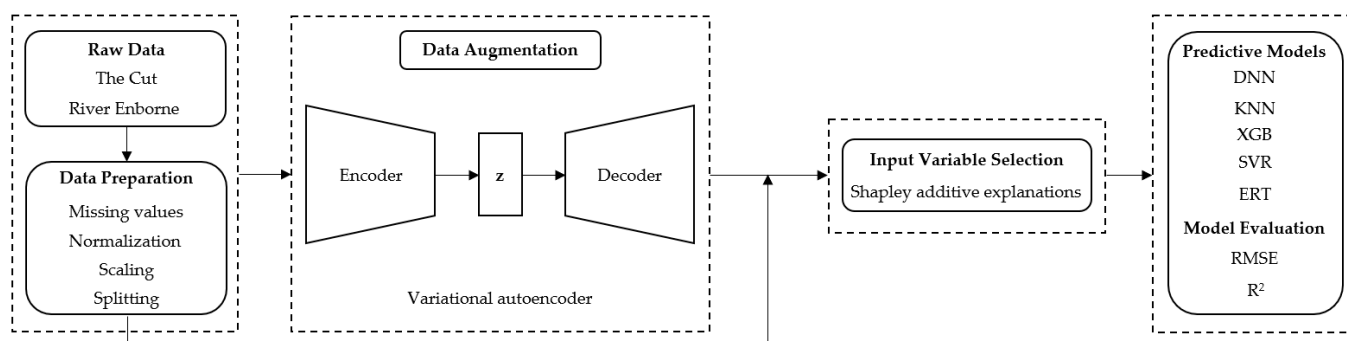 Raw Data
The Cut
River Enborne
Data Preparation
Missing values
Normalization
Scaling
Splitting
Data Augmentation
Encoder
z
Decoder
Variational autoencoder
Input Variable Selection
Shapley additive explanations
Predictive Models
DNN
KNN
XGB
SVR
ERT
Model Evaluation
RMSE
R²